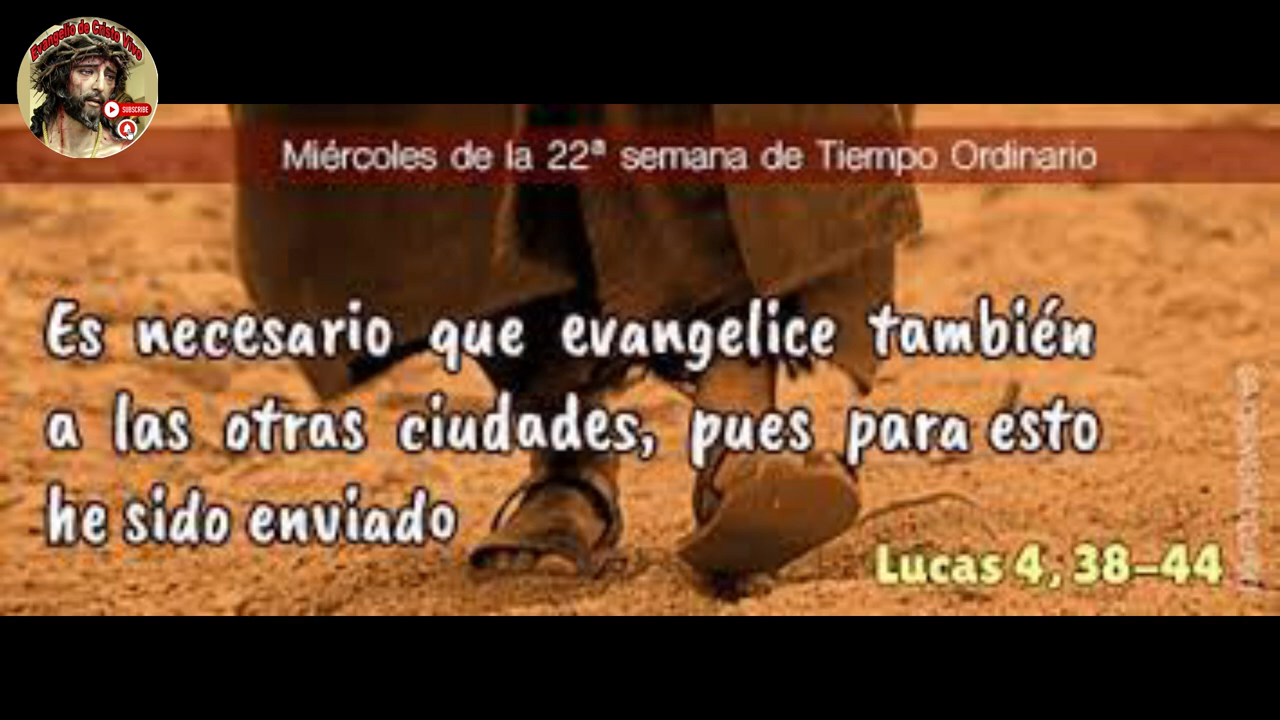 Evangelio de Cristo Vivo
SUBSCRIBE
Miércoles de la 22ª semana de Tiempo Ordinario
Es necesario que evangelice también
a las otras ciudades, pues para esto
he sido enviado
Lucas 4, 38-44